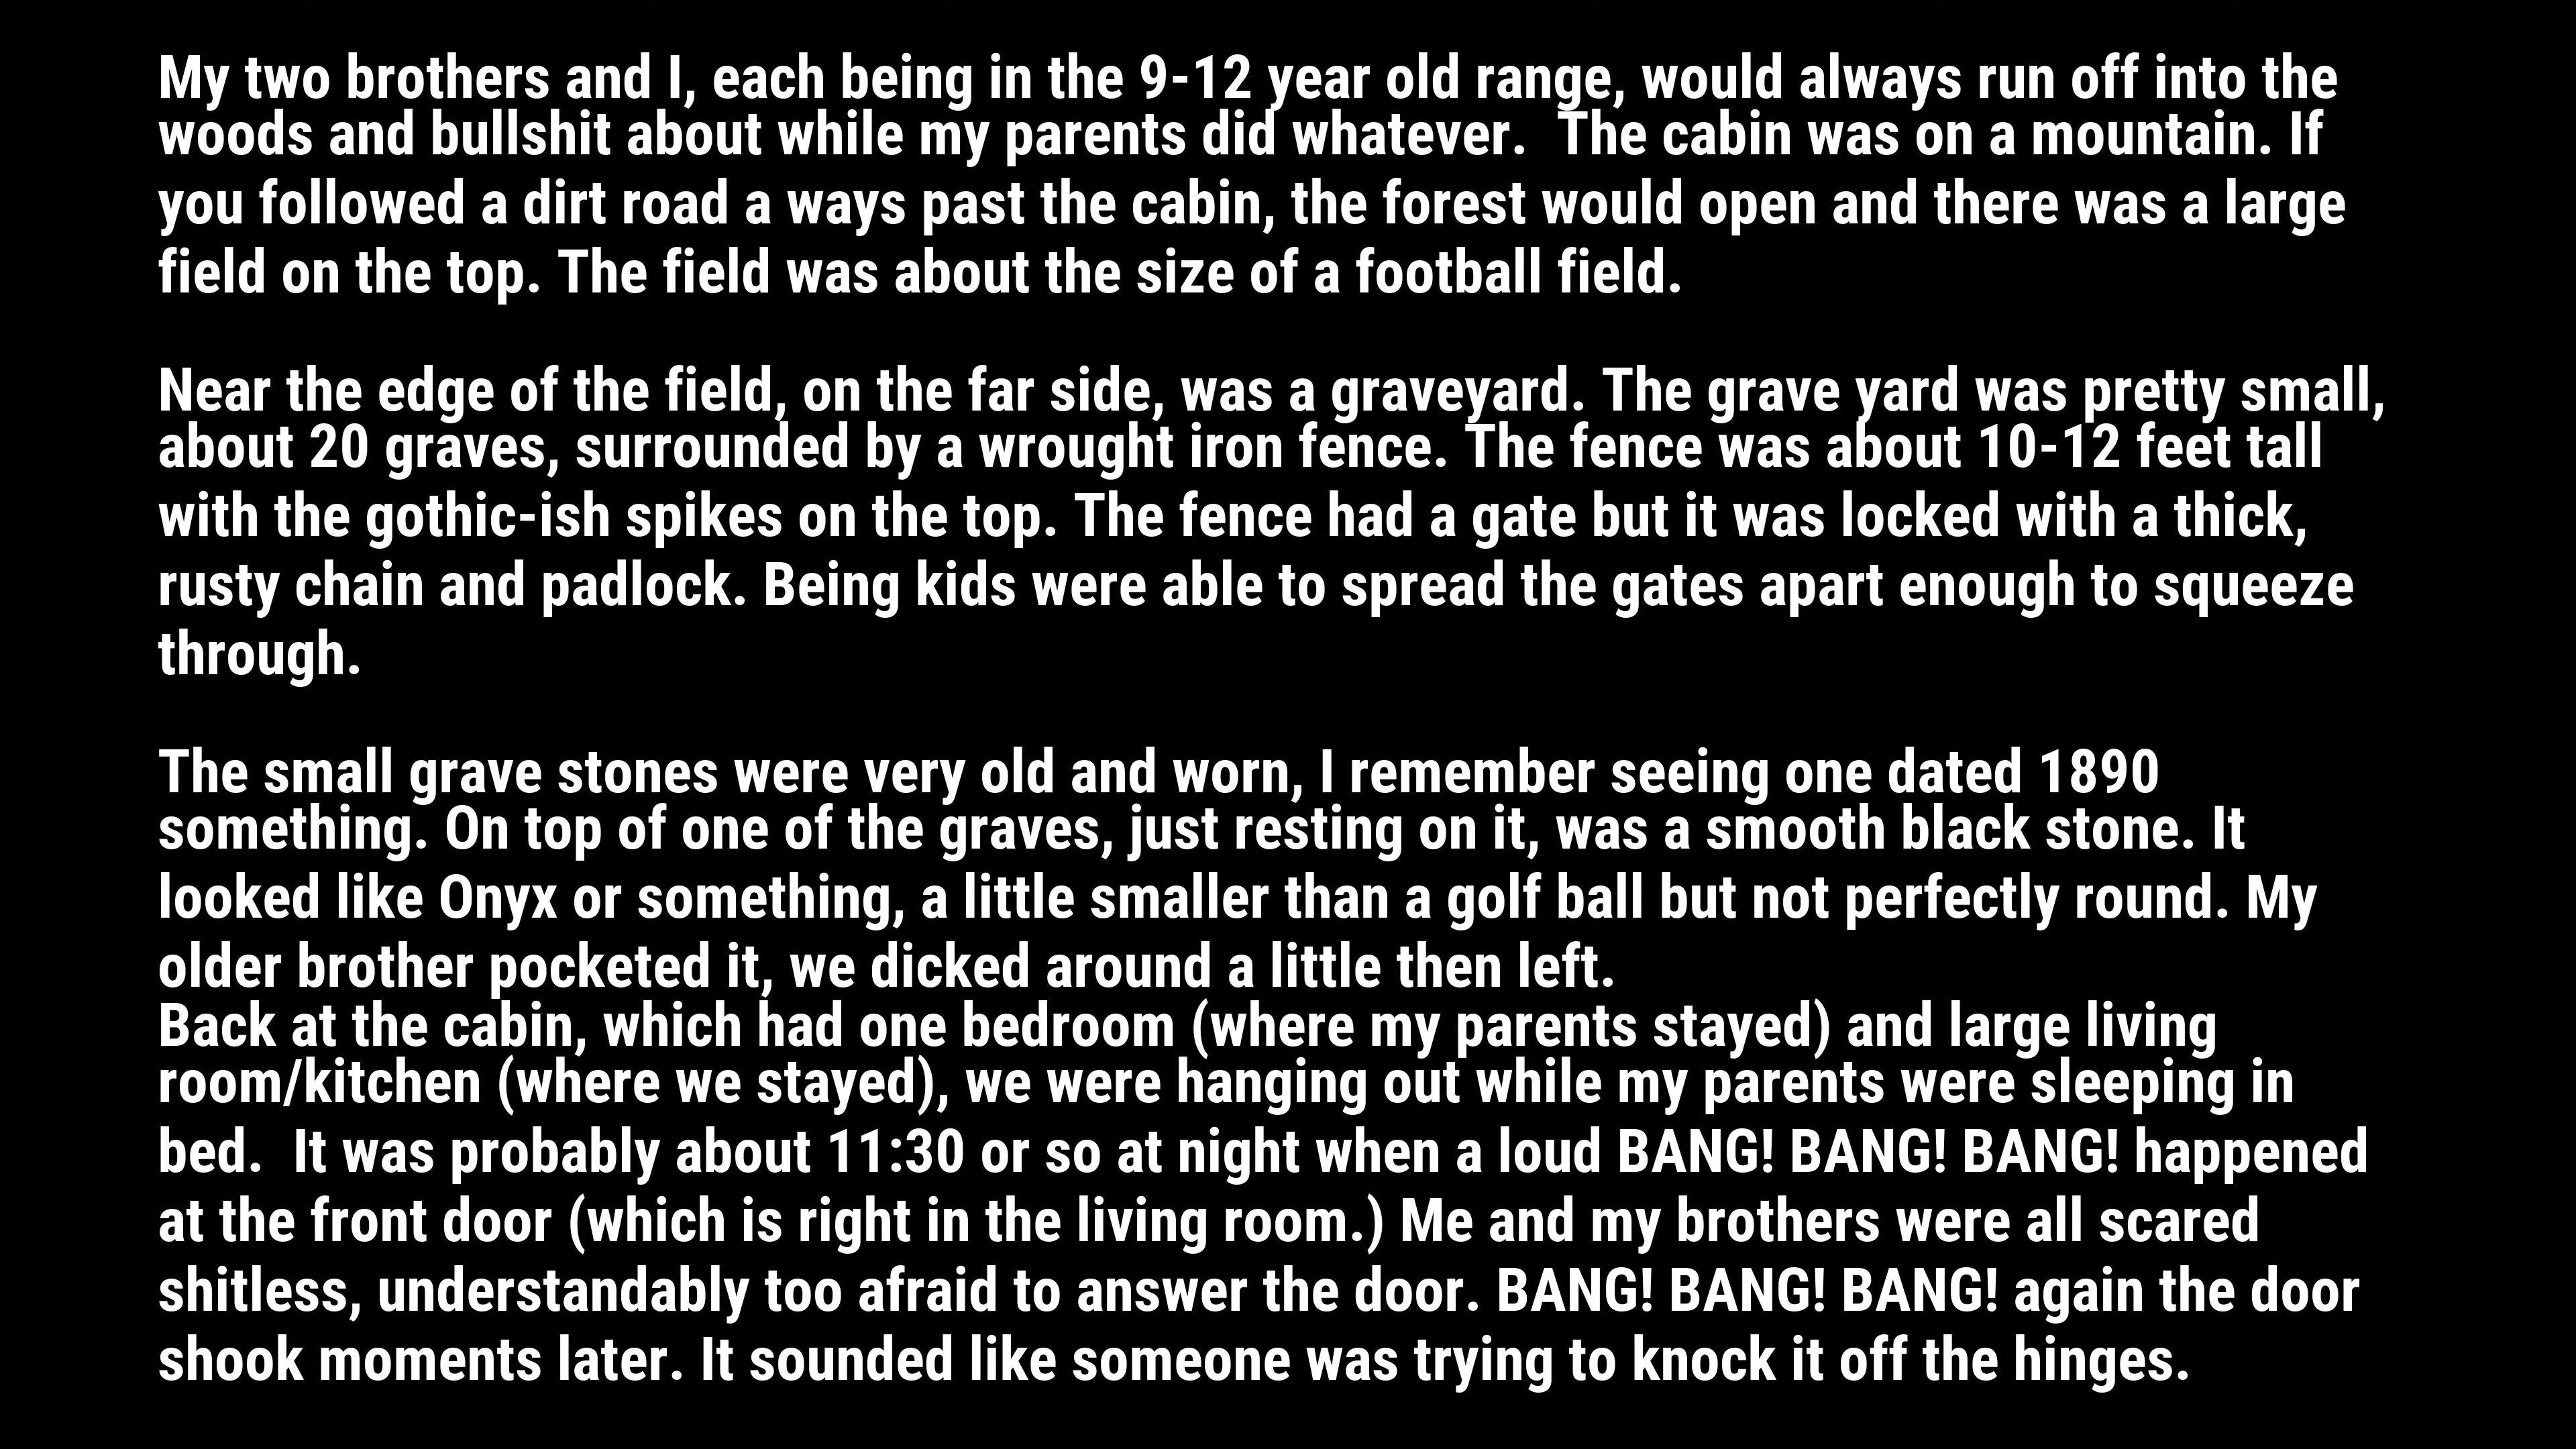 My two brothers and I, each being in the 9-12 year old range, would always run off into the
woods and bullshit about while my parents did whatever.  The cabin was on a mountain. If
you followed a dirt road a ways past the cabin, the forest would open and there was a large
field on the top. The field was about the size of a football field.
Near the edge of the field, on the far side, was a graveyard. The grave yard was pretty small,
about 20 graves, surrounded by a wrought iron fence. The fence was about 10-12 feet tall
with the gothic-ish spikes on the top. The fence had a gate but it was locked with a thick,
rusty chain and padlock. Being kids were able to spread the gates apart enough to squeeze
through.
The small grave stones were very old and worn, I remember seeing one dated 1890
something. On top of one of the graves, just resting on it, was a smooth black stone. It
looked like Onyx or something, a little smaller than a golf ball but not perfectly round. My
older brother pocketed it, we dicked around a little then left.
Back at the cabin, which had one bedroom (where my parents stayed) and large living
room/kitchen (where we stayed), we were hanging out while my parents were sleeping in
bed.  It was probably about 11:30 or so at night when a loud BANG! BANG! BANG! happened
at the front door (which is right in the living room.) Me and my brothers were all scared
shitless, understandably too afraid to answer the door. BANG! BANG! BANG! again the door
shook moments later. It sounded like someone was trying to knock it off the hinges.